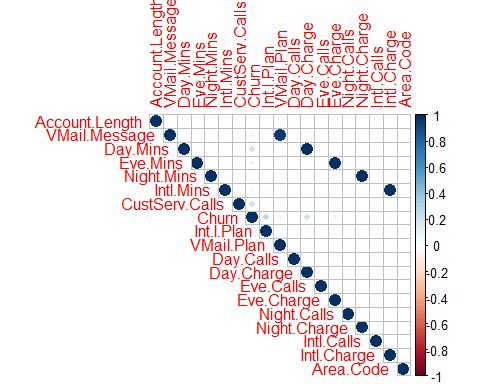 Account.Length
VMail.Message
Day.Mins
Eve.Mins
Night.Mins
Intl.Mins
CustServ.Calls
Churn
Int.l.Plan
VMail.Plan
Day.Calls
Day.Charge
Eve.Calls
Eve.Charge
Night.Calls
Night.Charge
Intl.Calls
Intl.Charge
Area.Code
Account.Length
VMail.Message
Day.Mins
Eve.Mins
Night.Mins
Intl.Mins
CustServ.Calls
Churn
Int.l.Plan
VMail.Plan
Day.Calls
Day.Charge
Eve.Calls
Eve.Charge
Night.Calls
Night.Charge
Intl.Calls
Intl.Charge
Area.Code
1
0.8
0.6
0.4
0.2
0
-0.2
-0.4
-0.6
-0.8
-1